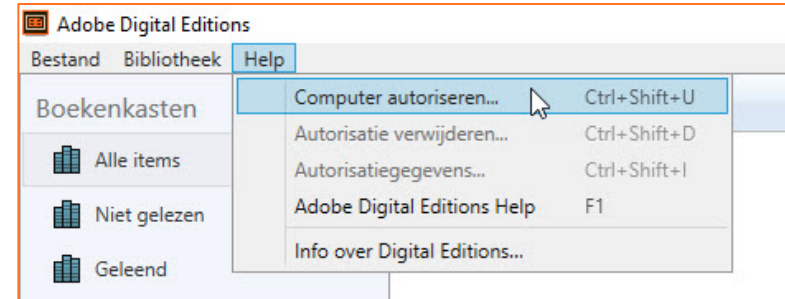 Adobe Digital Editions
Bestand Bibliotheek Help
Boekenkasten
Alle items
Niet gelezen
Geleend
Computer autoriseren... Ctrl+Shift+U
Autorisatie verwijderen... Ctrl+Shift+D
Autorisatiegegevens... Ctrl+Shift+I
Adobe Digital Editions Help F1
Info over Digital Editions...